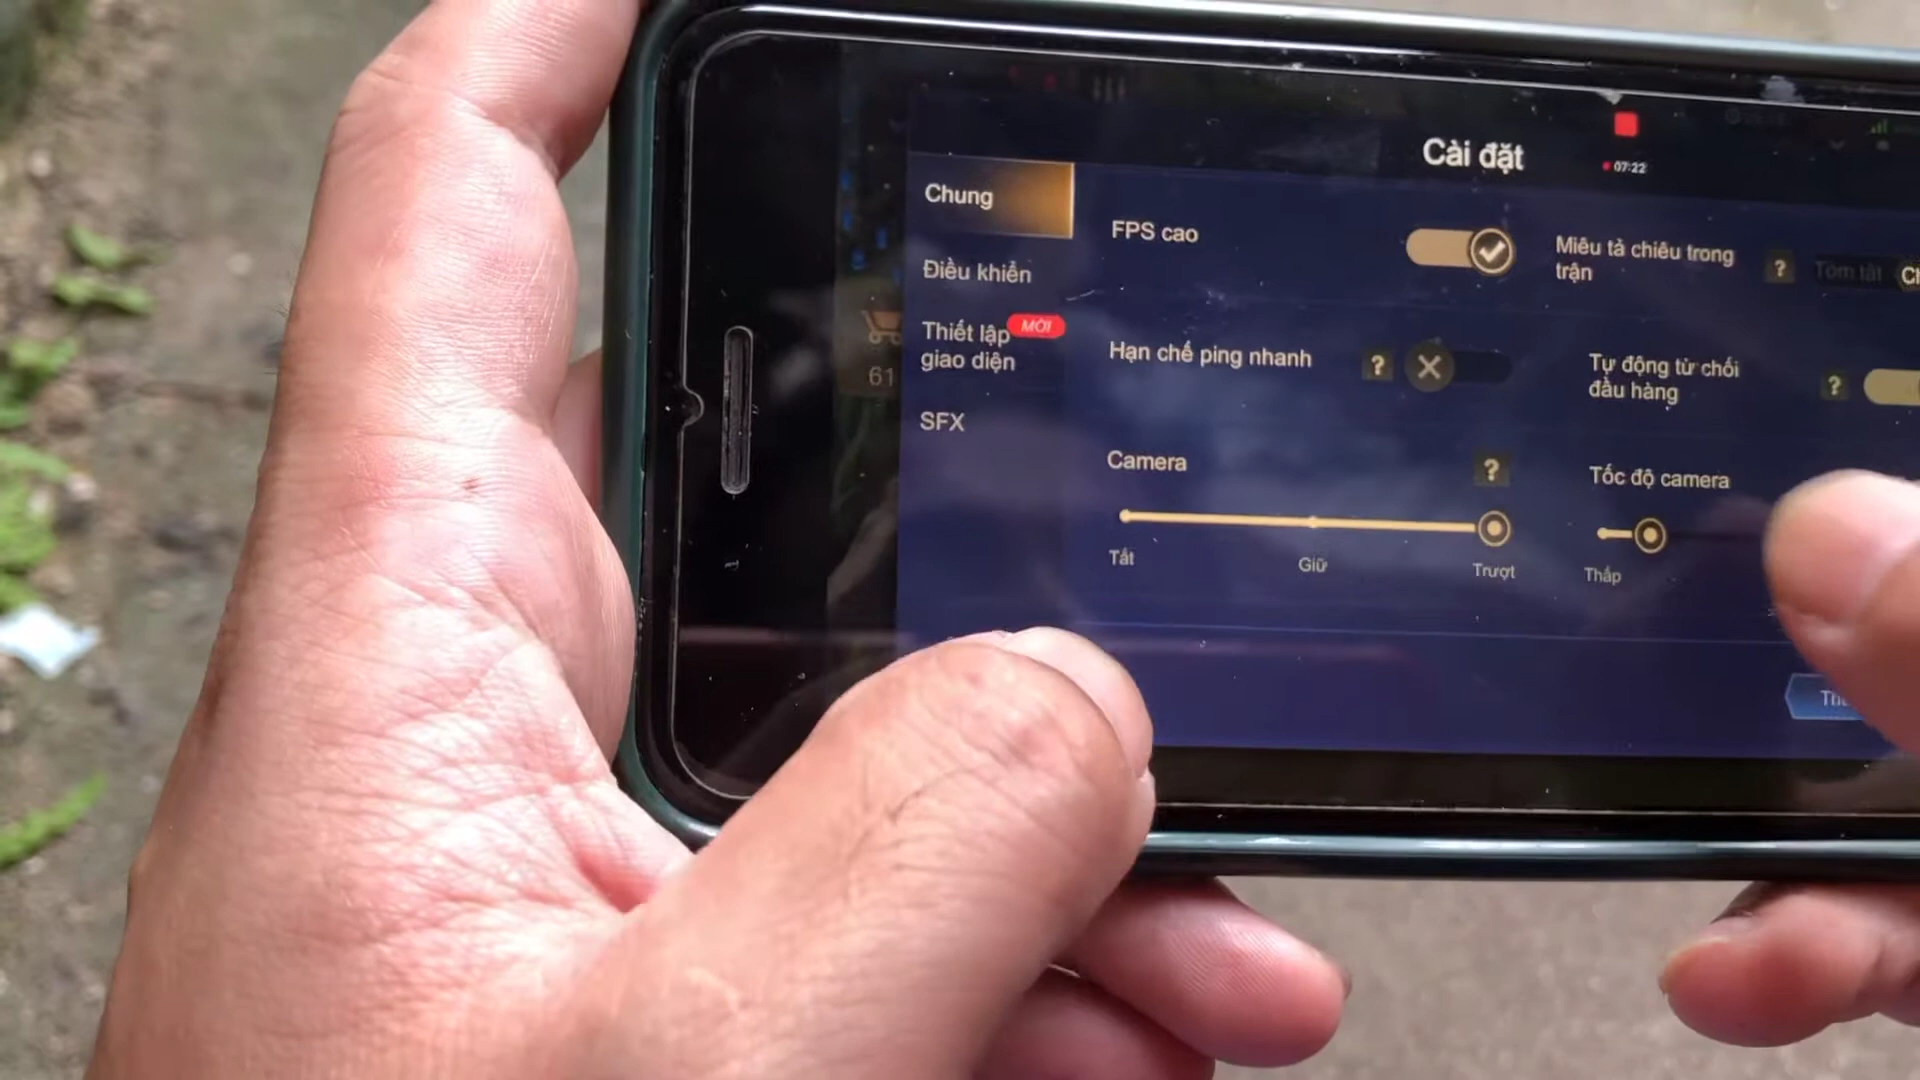 Cài đặt
07:22
Chung
Điều khiển
Thiết lập MỚI
giao diện
SFX
61
FPS cao
Miêu tả chiêu trong
trận
?
Tóm tắt
Hạn chế ping nhanh
?
Tự động từ chối
đầu hàng
?
Camera
?
Tắt
Giữ
Trượt
Tốc độ camera
Thấp